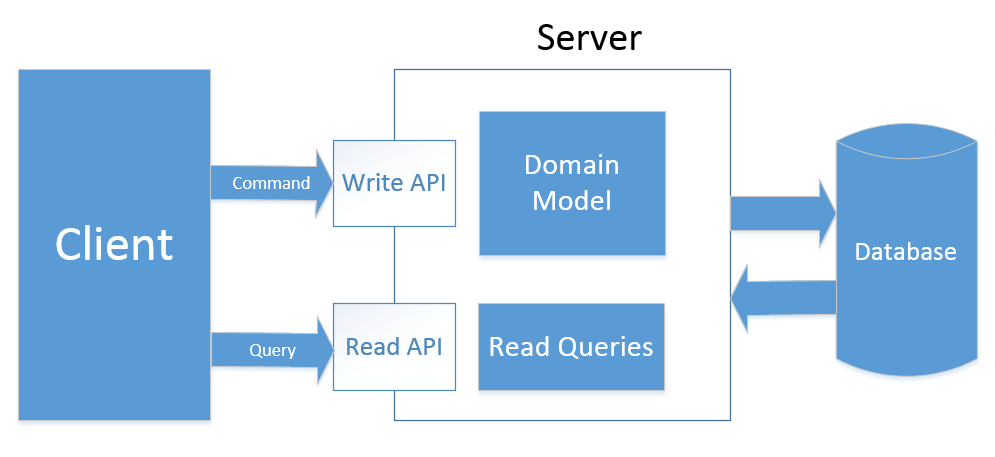 Server
Client
Command
Write API
Domain
Model
Database
Query
Read API
Read Queries